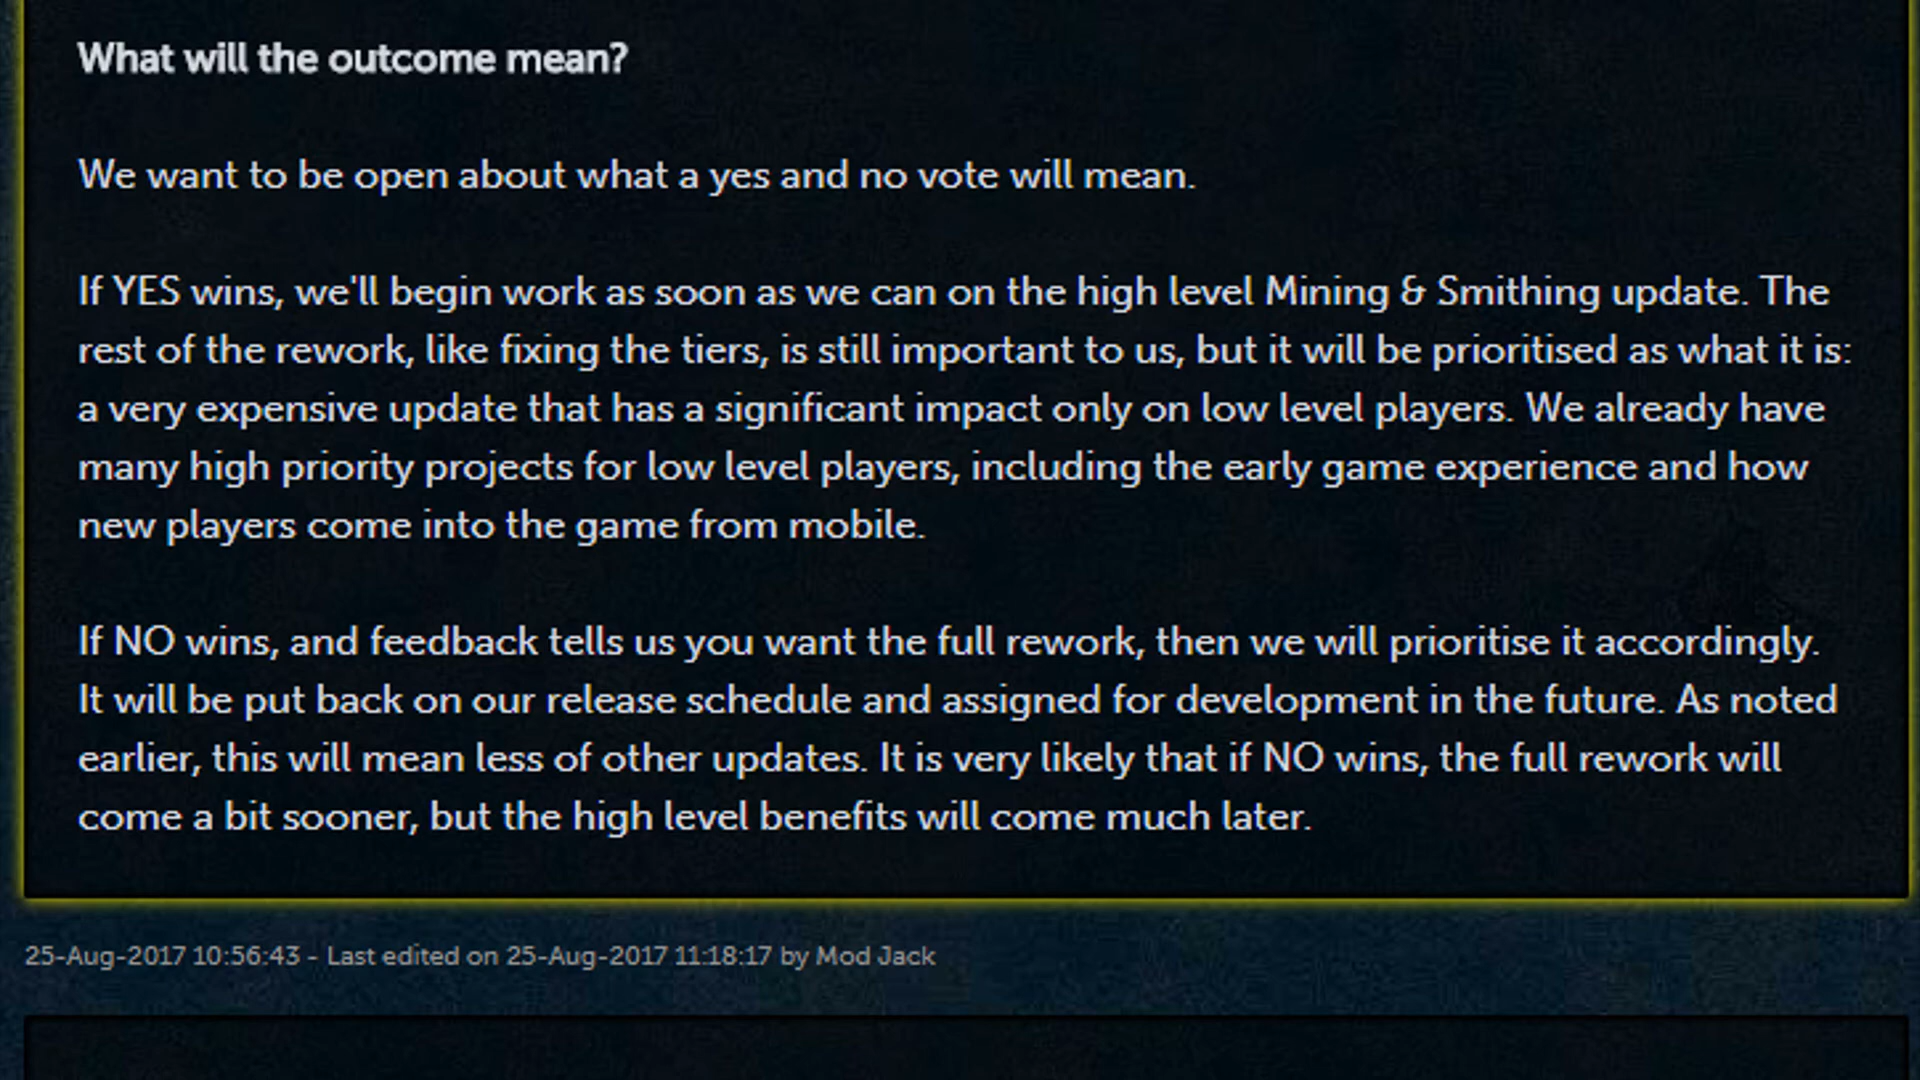 What will the outcome mean?
We want to be open about what a yes and no vote will mean.
If YES wins, we'll begin work as soon as we can on the high level Mining & Smithing update. The
rest of the rework, like fixing the tiers, is still important to us, but it will be prioritised as what it is:
a very expensive update that has a significant impact only on low level players. We already have
many high priority projects for low level players, including the early game experience and how
new players come into the game from mobile.
If NO wins, and feedback tells us you want the full rework, then we will prioritise it accordingly.
It will be put back on our release schedule and assigned for development in the future. As noted
earlier, this will mean less of other updates. It is very likely that if NO wins, the full rework will
come a bit sooner, but the high level benefits will come much later.
25-Aug-2017 10:56:43 - Last edited on 25-Aug-2017 11:18:17 by Mod Jack